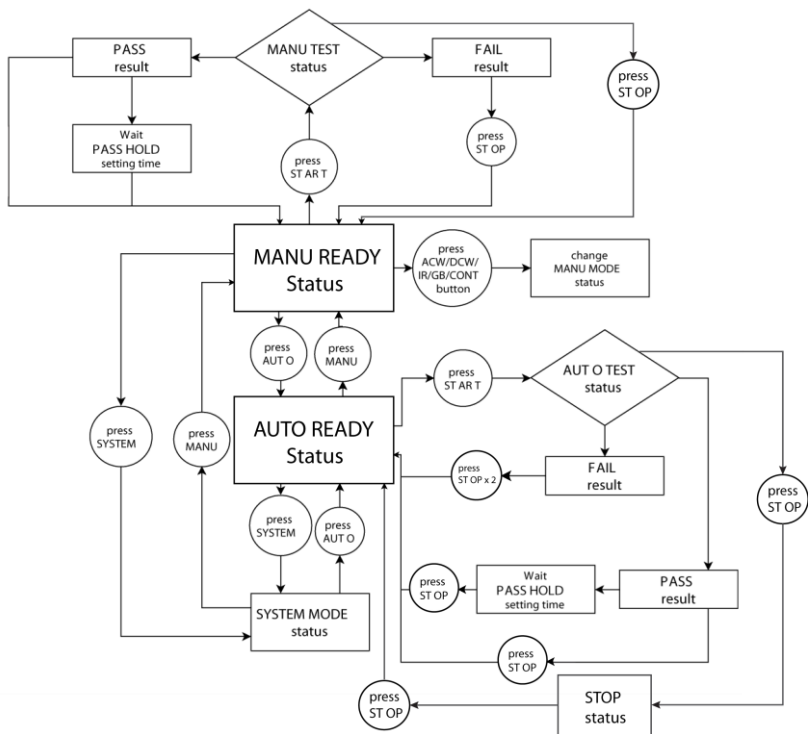 PASS
result
MANU TEST
status
FAIL
result
press
ST OP
Wait
PASS HOLD
setting time
press
ST AR T
press
ST OP
MANU READY
Status
press
ACW/DCW/
IR/GB/CONT
button
change
MANU MODE
status
press
AUT O
press
MANU
press
SYSTEM
press
MANU
AUTO READY
Status
press
ST AR T
AUT O TEST
status
press
ST OP x 2
FAIL
result
press
ST OP
press
SYSTEM
press
AUT O
press
ST OP
Wait
PASS HOLD
setting time
PASS
result
SYSTEM MODE
status
press
ST OP
press
ST OP
STOP
status